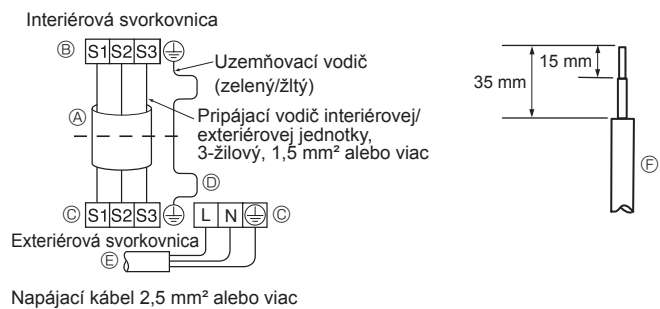 Interiérová svorkovnica
Ⓑ S1 S2 S3
Uzemňovací vodič
(zelený/žltý)
Ⓐ
Pripájací vodič interiérovej/
exteriérovej jednotky,
3-žilový, 1,5 mm² alebo viac
Ⓓ
Ⓒ S1 S2 S3 L N Ⓒ
Exteriérová svorkovnica
Ⓔ
Napájací kábel 2,5 mm² alebo viac
15 mm
35 mm
Ⓕ